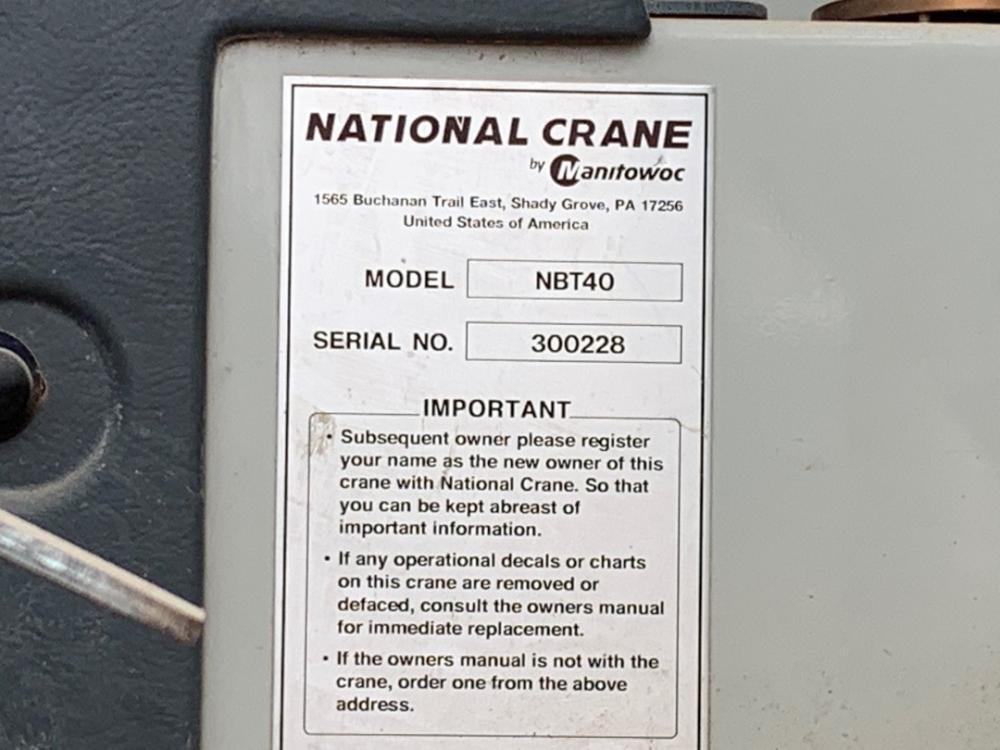 NATIONAL CRANE
by Manitowoc
1565 Buchanan Trail East, Shady Grove, PA 17256
United States of America
MODEL NBT40
SERIAL NO. 300228
IMPORTANT
• Subsequent owner please register
your name as the new owner of this
crane with National Crane. So that
you can be kept abreast of
important information.
• If any operational decals or charts
on this crane are removed or
defaced, consult the owners manual
for immediate replacement.
• If the owners manual is not with the
crane, order one from the above
address.